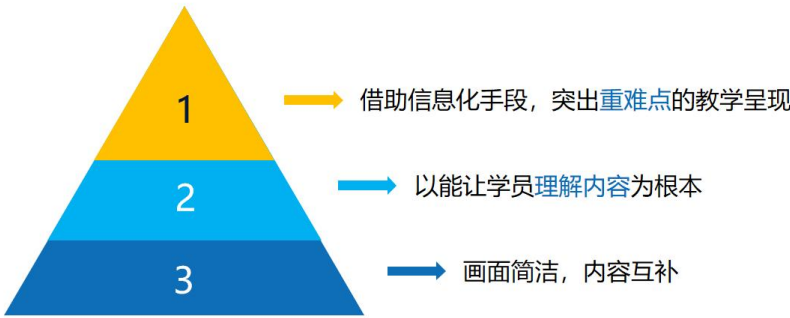 1
借助信息化手段，突出重难点的教学呈现
2
以能让学员理解内容为根本
3
画面简洁，内容互补